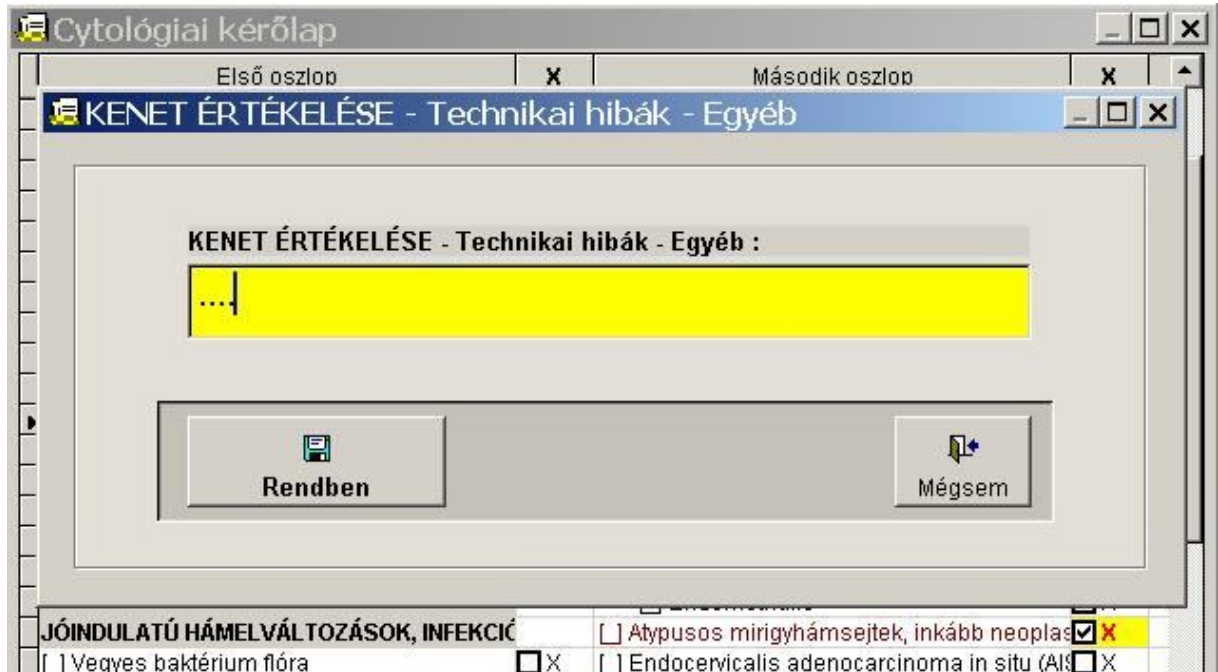 Cytológiai kérőlap
Első oszlop X Második oszlop X
KENET ÉRTÉKELÉSE - Technikai hibák - Egyéb
KENET ÉRTÉKELÉSE - Technikai hibák - Egyéb :
....
Rendben
Mégsem
JÓINDULATÚ HÁMELVÁLTOZÁSOK, INFEKCIÓ [ ] Atypusos mirigyhámsejtek, inkább neoplas X
[ ] Vegyes baktérium flóra X [ ] Endocervicalis adenocarcinoma in situ (AIS X